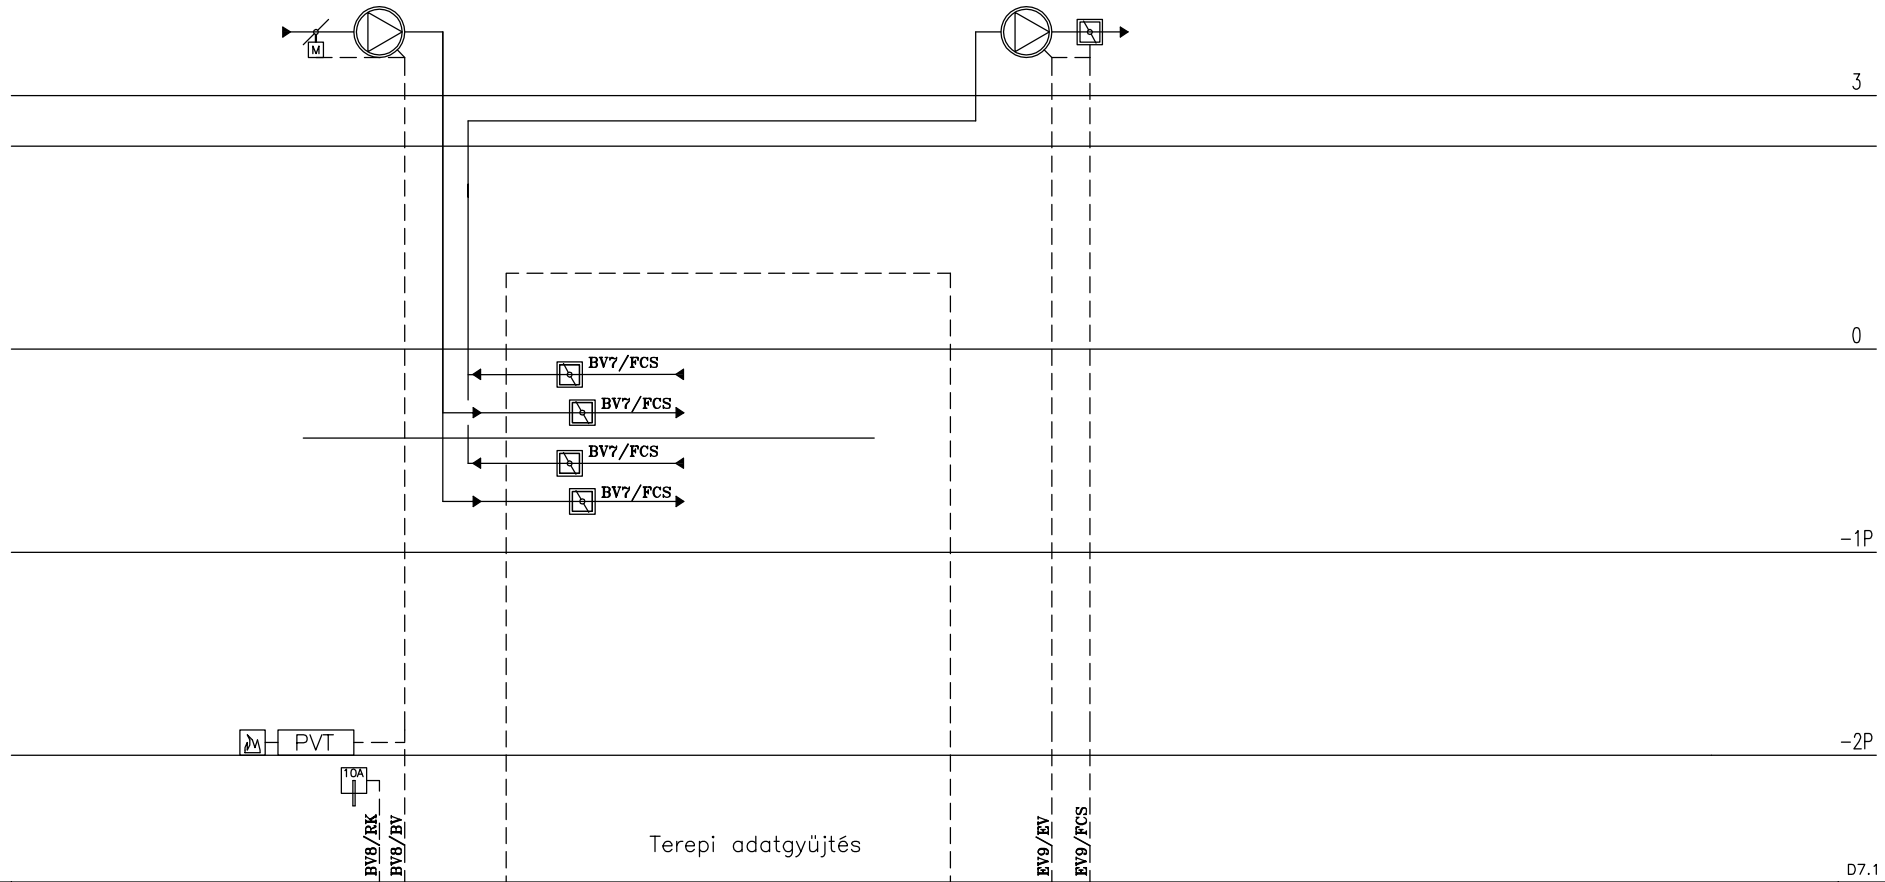 M
3
0
BV7/FCS
BV7/FCS
BV7/FCS
BV7/FCS
-1P
PVT
-2P
10A
BV8/RK
BV8/BV
Terepi adatgyüjtés
EV9/EV
EV9/FCS
D7.1